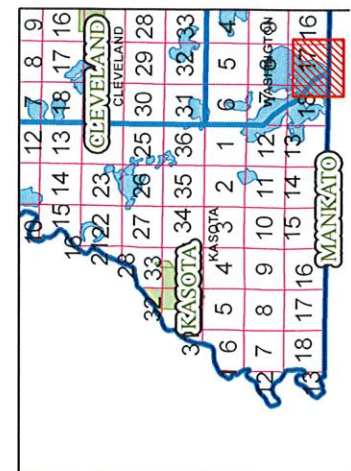 10 12 7 8 9
16 15 14 13 18 17 16
21 22 23
CLEVELAND
CLEVELAND
28 27 26 25 30 29 28
32 33 34 35 36 31 32 33
KASOTA
KASOTA
6 5 4 3 2 1 6 5 4
12 7 8 9 10 11 12
WASHINGTON
13 18 17 16 15 14 13 18 17 16
MANKATO